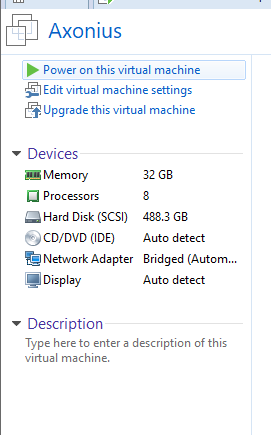 Axonius
Power on this virtual machine
Edit virtual machine settings
Upgrade this virtual machine
Devices
Memory 32 GB
Processors 8
Hard Disk (SCSI) 488.3 GB
CD/DVD (IDE) Auto detect
Network Adapter Bridged (Autom...
Display Auto detect
Description
Type here to enter a description of this
virtual machine.